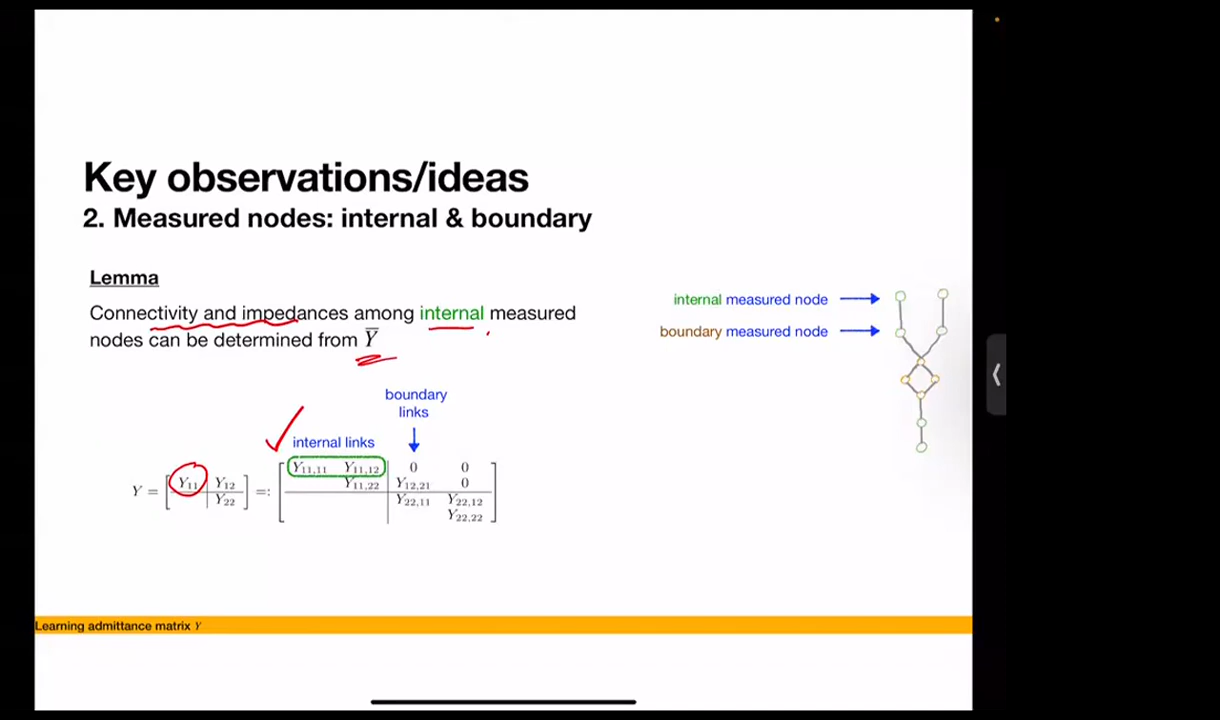 Key observations/ideas
2. Measured nodes: internal & boundary
Lemma
Connectivity and impedances among internal measured
nodes can be determined from Y̅
internal measured node
boundary measured node
boundary
links
internal links
Y = [ Y₁₁ Y₁₂ ; Y₂₂ ] =: [ Y₁₁,₁₁ Y₁₁,₁₂ 0 0
Y₁₁,₂₂ Y₁₂,₂₁ 0
Y₂₂,₁₁ Y₂₂,₁₂
Y₂₂,₂₂ ]
Learning admittance matrix Y